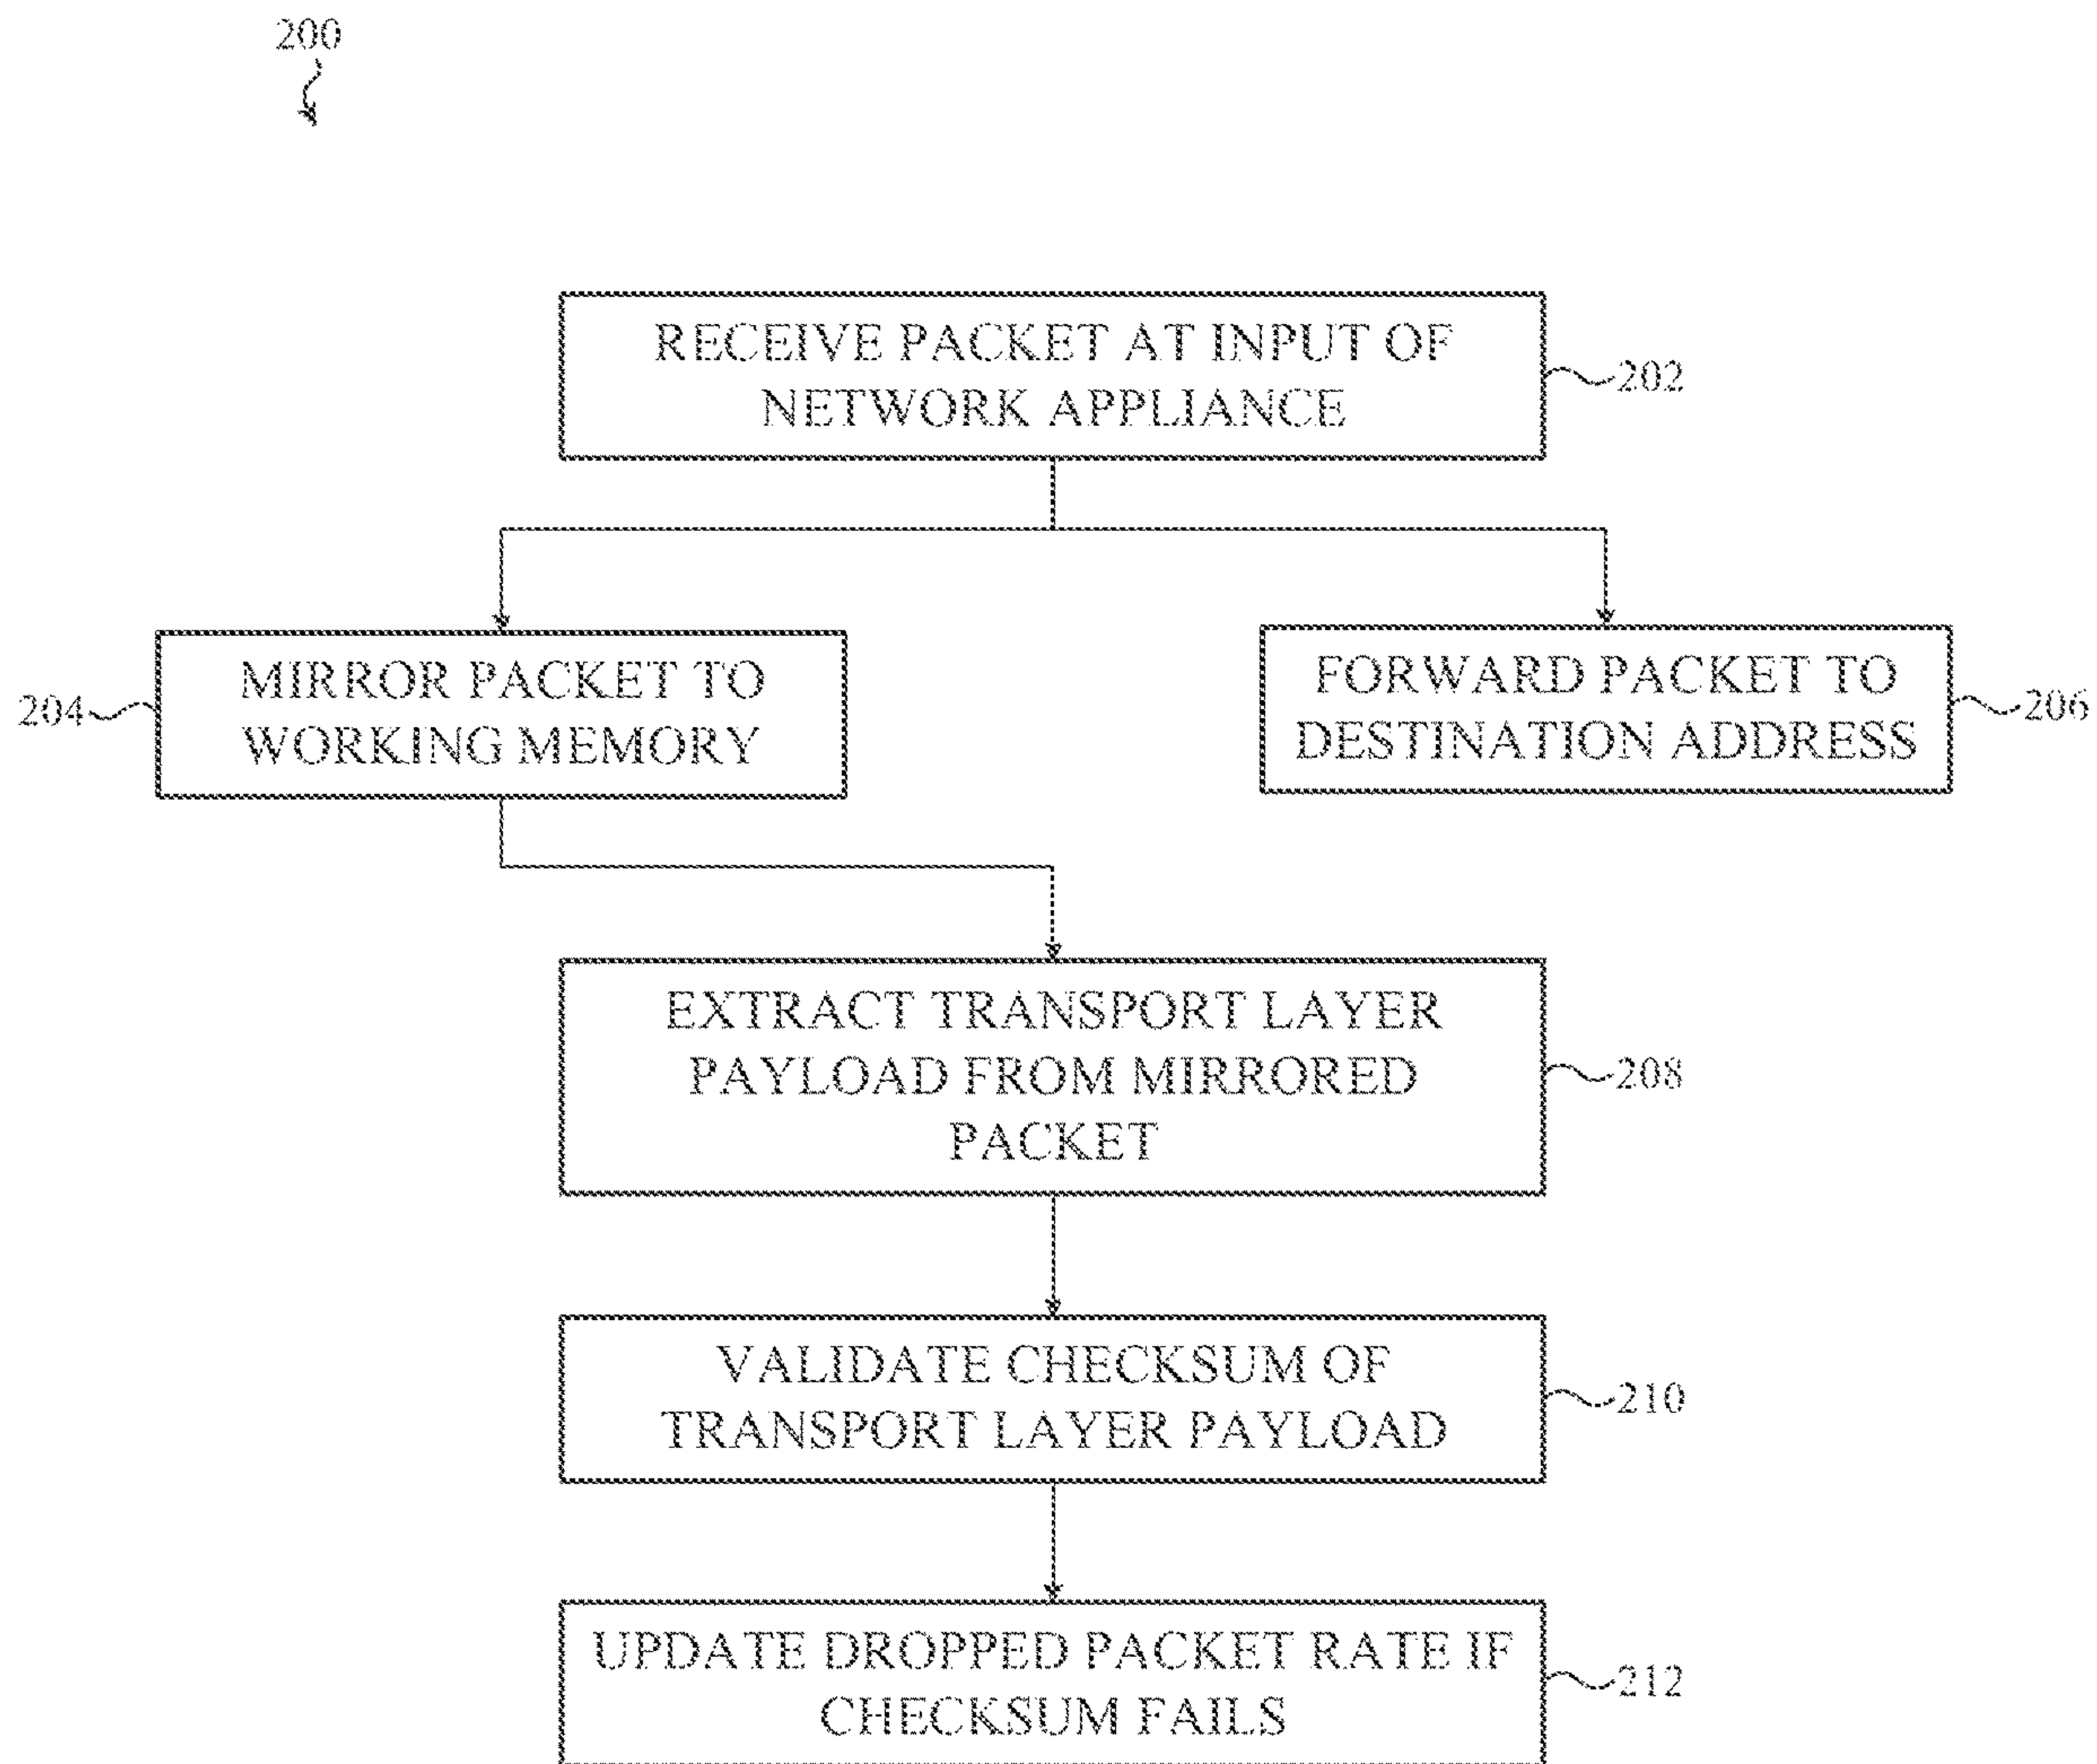 200
RECEIVE PACKET AT INPUT OF
NETWORK APPLIANCE
202
MIRROR PACKET TO
WORKING MEMORY
204
FORWARD PACKET TO
DESTINATION ADDRESS
206
EXTRACT TRANSPORT LAYER
PAYLOAD FROM MIRRORED
PACKET
208
VALIDATE CHECKSUM OF
TRANSPORT LAYER PAYLOAD
210
UPDATE DROPPED PACKET RATE IF
CHECKSUM FAILS
212